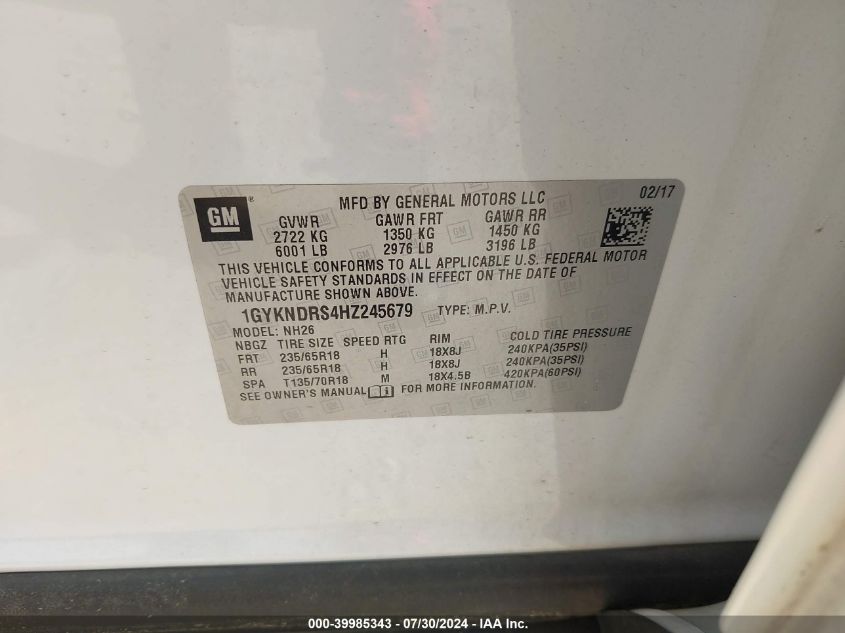 GM
®
MFD BY GENERAL MOTORS LLC
02/17
GVWR GAWR FRT GAWR RR
2722 KG 1350 KG 1450 KG
6001 LB 2976 LB 3196 LB
THIS VEHICLE CONFORMS TO ALL APPLICABLE U.S. FEDERAL MOTOR
VEHICLE SAFETY STANDARDS IN EFFECT ON THE DATE OF
MANUFACTURE SHOWN ABOVE.
1GYKNDRS4HZ245679 TYPE: M.P.V.
MODEL: NH26
NBGZ TIRE SIZE SPEED RTG RIM COLD TIRE PRESSURE
FRT 235/65R18 H 18X8J 240KPA(35PSI)
RR 235/65R18 H 18X8J 240KPA(35PSI)
SPA T135/70R18 M 18X4.5B 420KPA(60PSI)
SEE OWNER'S MANUAL FOR MORE INFORMATION.
000-39985343 - 07/30/2024 - IAA Inc.